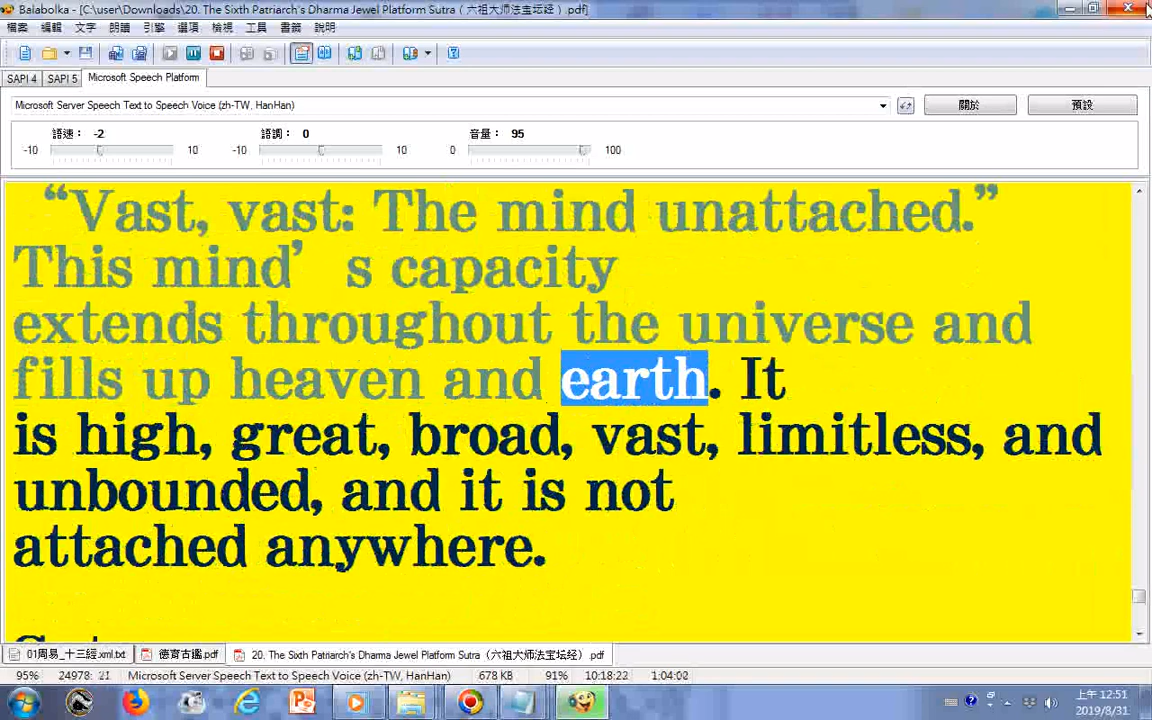 Balabolka - [C:\user\Downloads\20. The Sixth Patriarch's Dharma Jewel Platform Sutra（六祖大师法宝坛经）.pdf]
檔案 編輯 文字 朗讀 引擎 選項 檢視 工具 書籤 說明
SAPI 4 SAPI 5 Microsoft Speech Platform
Microsoft Server Speech Text to Speech Voice (zh-TW, HanHan) 關於 預設
語速： -2 語調： 0 音量： 95
-10 10 -10 10 0 100
“Vast, vast: The mind unattached.”
This mind’ s capacity
extends throughout the universe and
fills up heaven and earth. It
is high, great, broad, vast, limitless, and
unbounded, and it is not
attached anywhere.
01周易_十三經.xml.txt 德育古鑑.pdf 20. The Sixth Patriarch's Dharma Jewel Platform Sutra（六祖大师法宝坛经）.pdf
95% 24978: 21 Microsoft Server Speech Text to Speech Voice (zh-TW, HanHan) 678 KB 91% 10:18:22 1:04:02
上午 12:51
2019/8/31